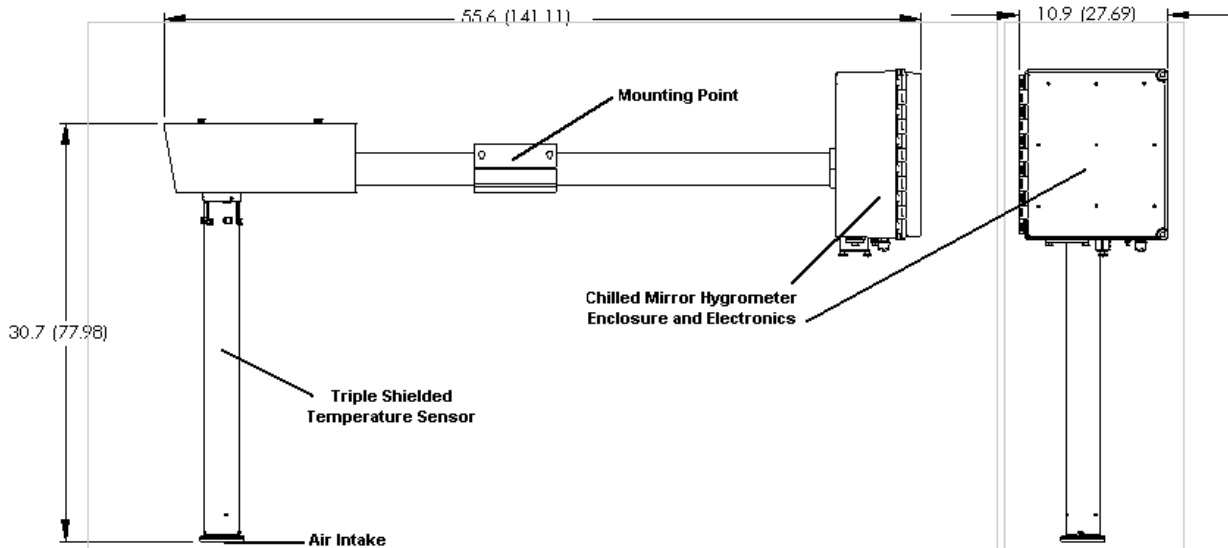 55.6 (141.11)
10.9 (27.69)
Mounting Point
Chilled Mirror Hygrometer
Enclosure and Electronics
30.7 (77.98)
Triple Shielded
Temperature Sensor
Air Intake